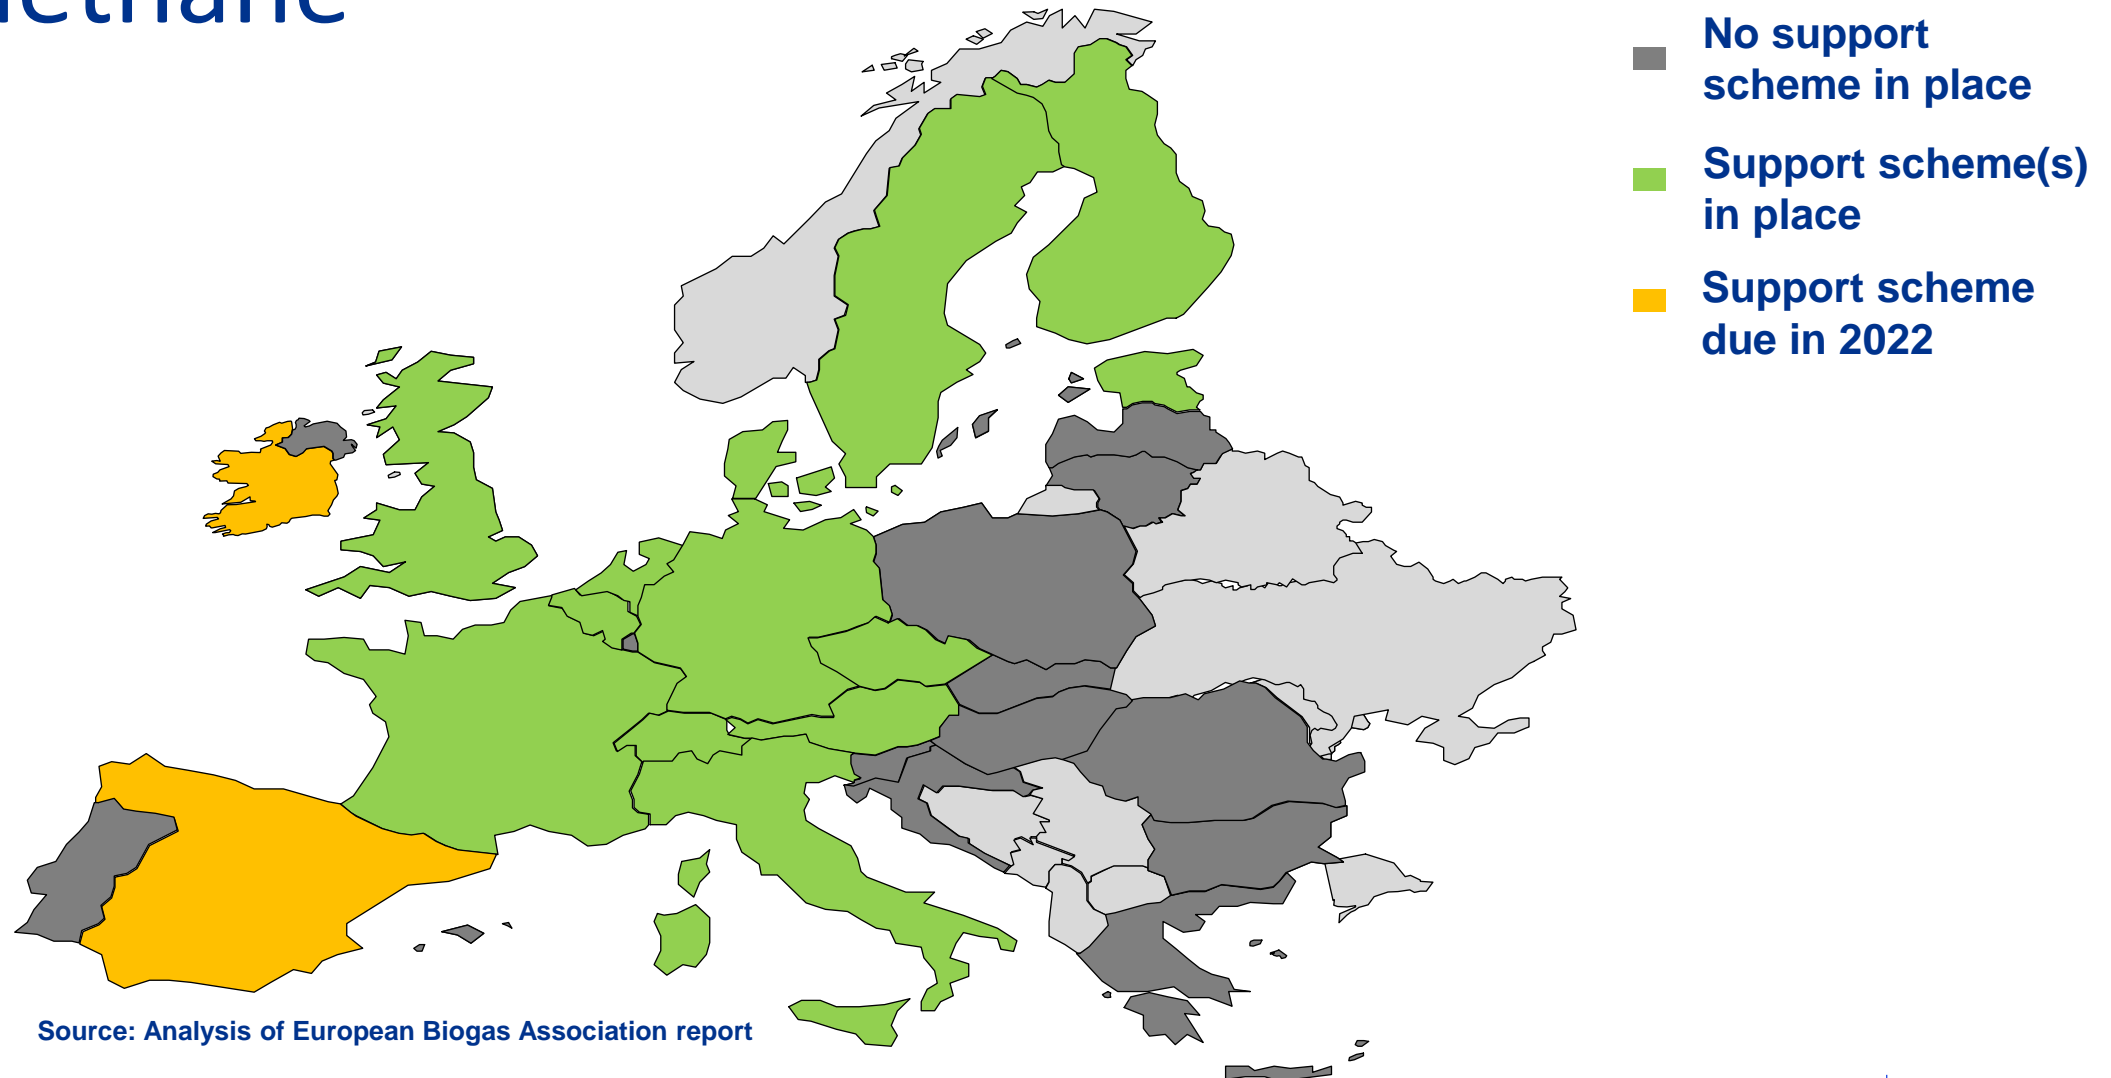 No support
scheme in place
Support scheme(s)
in place
Support scheme
due in 2022
Source: Analysis of European Biogas Association report